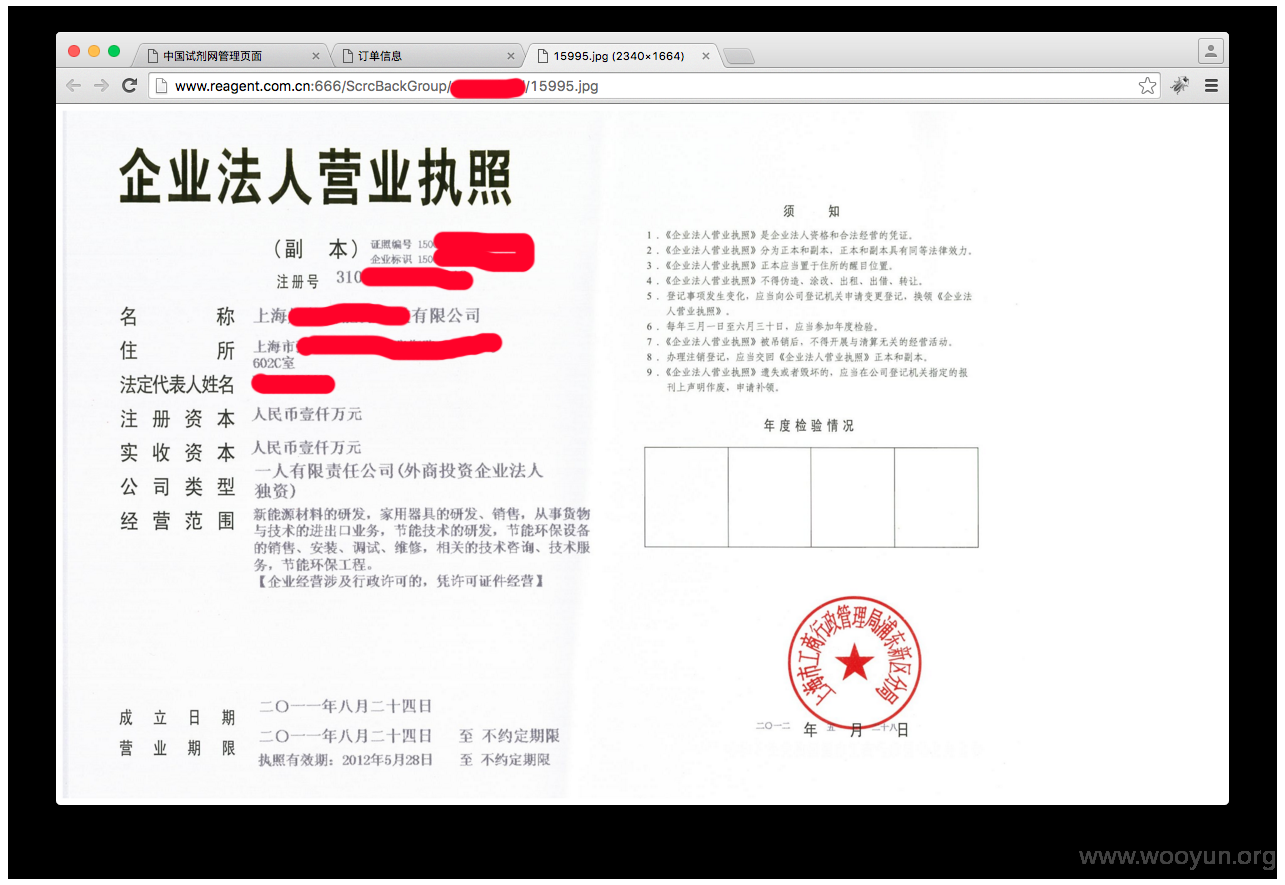 中国试剂网管理页面
订单信息
15995.jpg (2340×1664)
www.reagent.com.cn:666/ScrcBackGroup/
/15995.jpg
企业法人营业执照
（副 本）
证照编号 150
企业标识 150
注册号 310
名 称 上海 有限公司
住 所 上海市
602C室
法定代表人姓名
注 册 资 本 人民币壹仟万元
实 收 资 本 人民币壹仟万元
公 司 类 型 一人有限责任公司(外商投资企业法人
独资)
经 营 范 围 新能源材料的研发，家用器具的研发、销售，从事货物
与技术的进出口业务，节能技术的研发，节能环保设备
的销售、安装、调试、维修，相关的技术咨询、技术服
务，节能环保工程。
【企业经营涉及行政许可的，凭许可证件经营】
成 立 日 期 二〇一一年八月二十四日
营 业 期 限 二〇一一年八月二十四日 至 不约定期限
执照有效期：2012年5月28日 至 不约定期限
须 知
1．《企业法人营业执照》是企业法人资格和合法经营的凭证。
2．《企业法人营业执照》分为正本和副本，正本和副本具有同等法律效力。
3．《企业法人营业执照》正本应当置于住所的醒目位置。
4．《企业法人营业执照》不得伪造、涂改、出租、出借、转让。
5．登记事项发生变化，应当向公司登记机关申请变更登记，换领《企业法
人营业执照》。
6．每年三月一日至六月三十日，应当参加年度检验。
7．《企业法人营业执照》被吊销后，不得开展与清算无关的经营活动。
8．办理注销登记，应当交回《企业法人营业执照》正本和副本。
9．《企业法人营业执照》遗失或者毁坏的，应当在公司登记机关指定的报
刊上声明作废，申请补领。
年度检验情况
上海市工商行政管理局浦东新区分局
二〇一二 年 五 月 二十八 日
www.wooyun.org